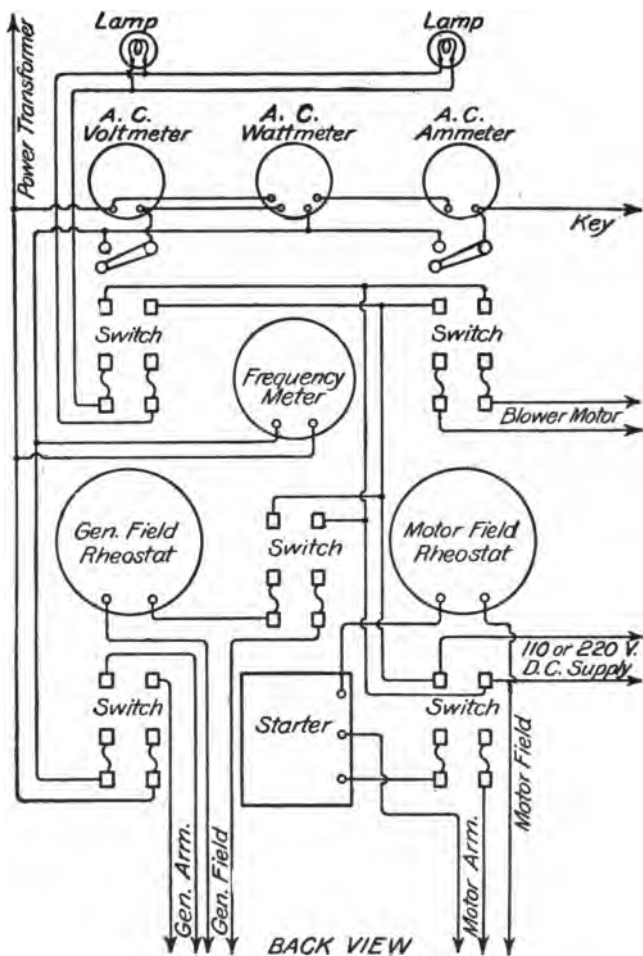 Lamp
Lamp
Power Transformer
A. C.
Voltmeter
A. C.
Wattmeter
A. C.
Ammeter
Key
Switch
Switch
Frequency
Meter
Blower Motor
Gen. Field
Rheostat
Switch
Motor Field
Rheostat
110 or 220 V.
D.C. Supply
Switch
Starter
Switch
Gen. Arm.
Gen. Field
Motor Arm.
Motor Field
BACK VIEW